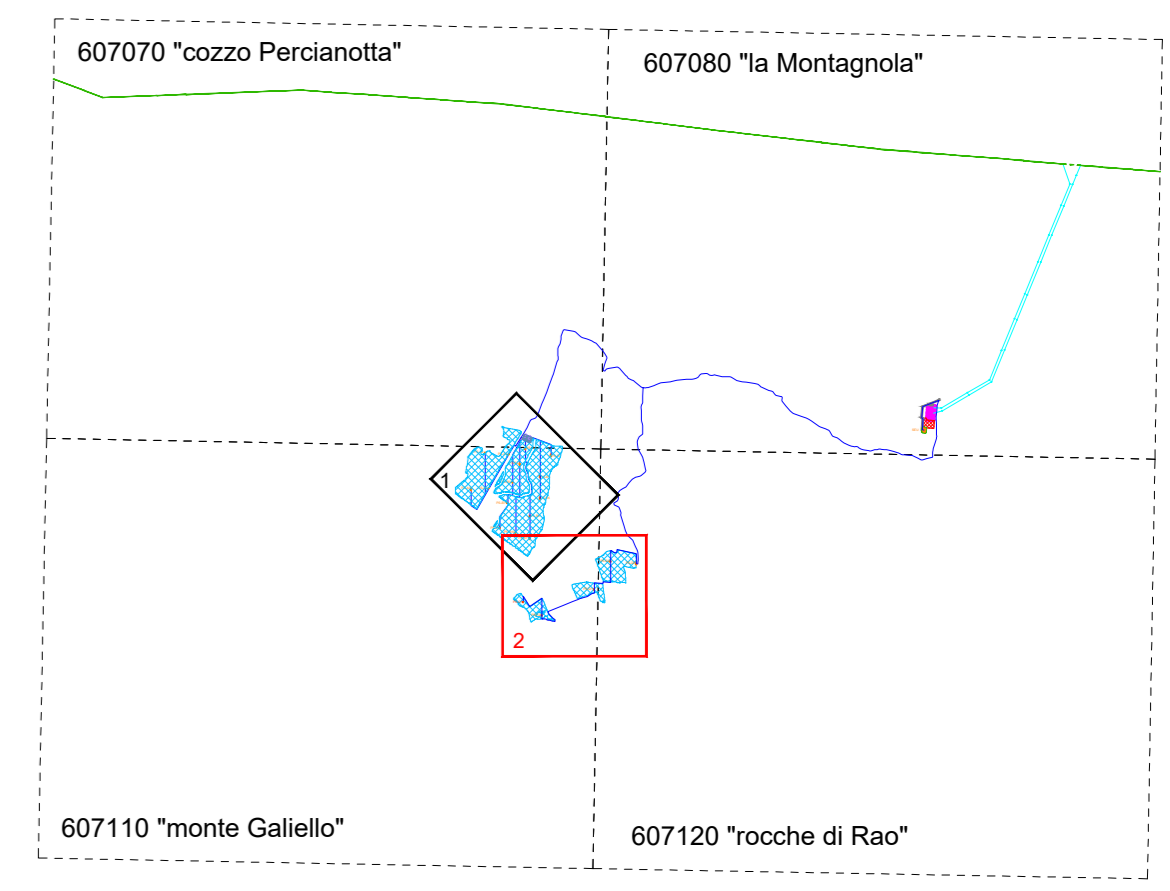 607070 "cozzo Percianotta"
607080 "la Montagnola"
1
2
607110 "monte Galiello"
607120 "rocche di Rao"